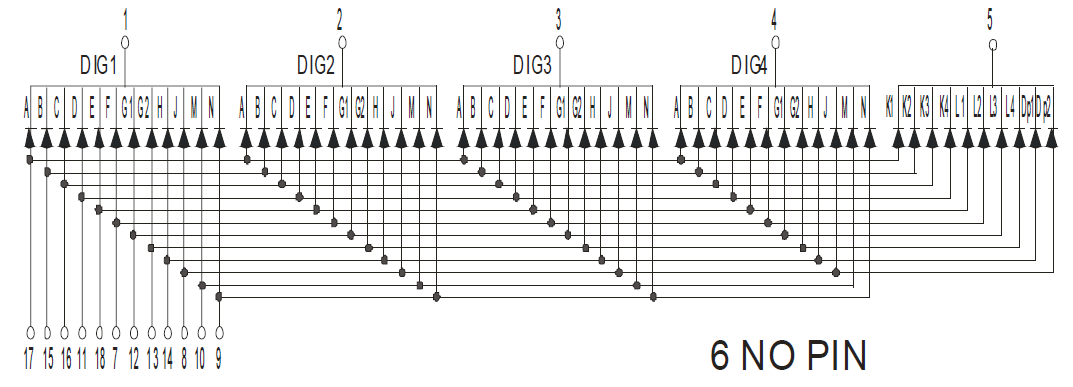 1 2 3 4 5
DIG1 DIG2 DIG3 DIG4
A B C D E F G1 G2 H J M N A B C D E F G1 G2 H J M N A B C D E F G1 G2 H J M N A B C D E F G1 G2 H J M N K1 K2 K3 K4 L1 L2 L3 L4 Dp1 Dp2
17 15 16 11 18 7 12 13 14 8 10 9
6 NO PIN